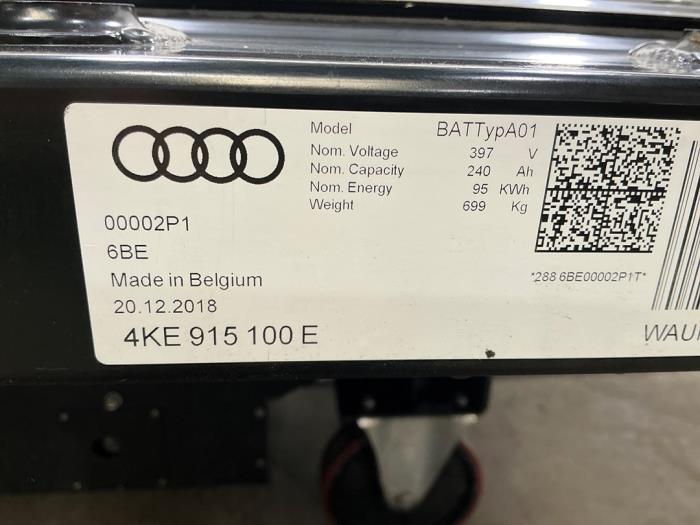 Model BATTypA01
Nom. Voltage 397 V
Nom. Capacity 240 Ah
Nom. Energy 95 KWh
Weight 699 Kg
00002P1
6BE
Made in Belgium
20.12.2018
4KE 915 100 E
*288 6BE00002P1T*